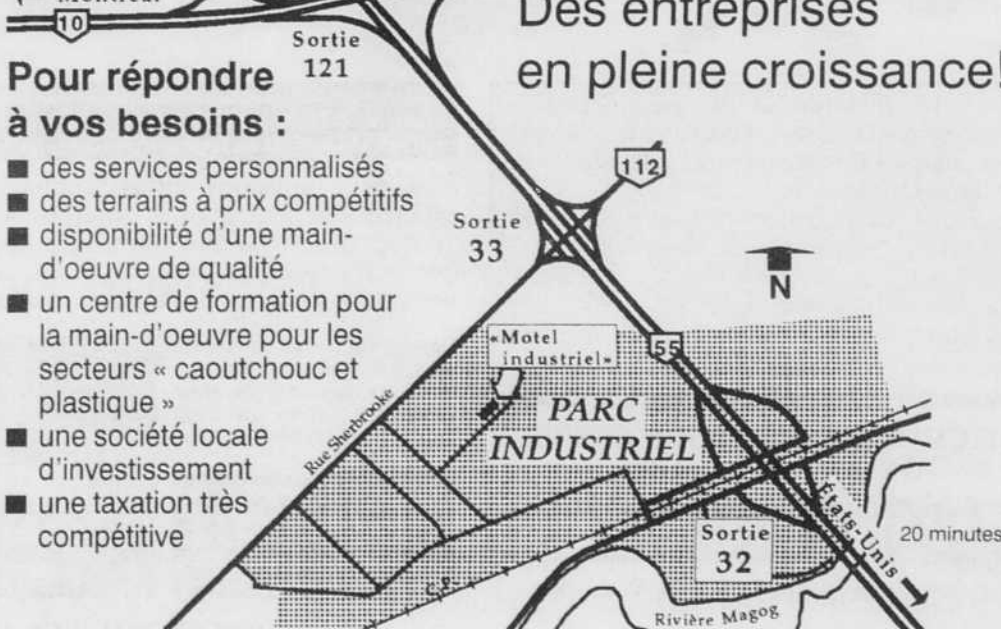 Montréal
10
Sortie
121
Des entreprises
en pleine croissance!
Pour répondre
à vos besoins :
■ des services personnalisés
■ des terrains à prix compétitifs
■ disponibilité d'une main-
d'oeuvre de qualité
■ un centre de formation pour
la main-d'oeuvre pour les
secteurs « caoutchouc et
plastique »
■ une société locale
d'investissement
■ une taxation très
compétitive
112
Sortie
33
N
«Motel
industriel»
55
Rue Sherbrooke
PARC
INDUSTRIEL
Sortie
32
États-Unis
20 minutes
C.P.
Rivière Magog